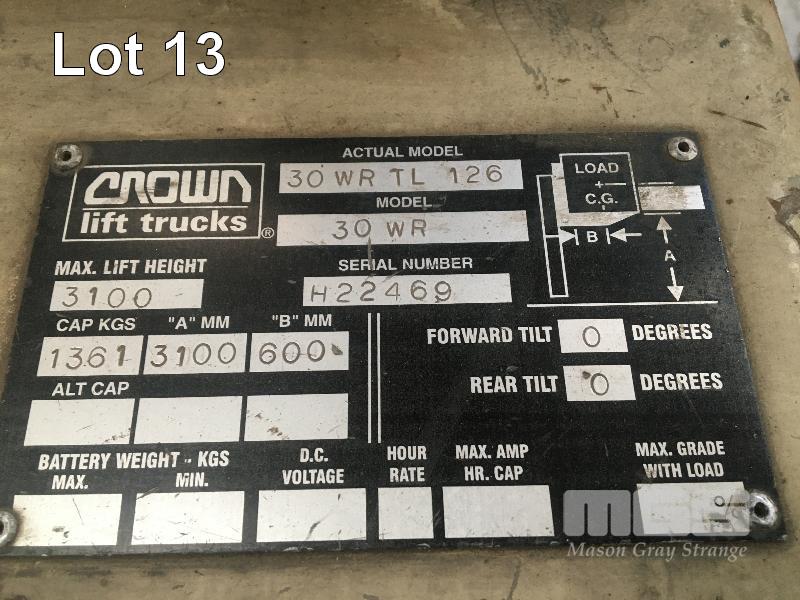 Lot 13
CROWN
lift trucks®
ACTUAL MODEL
30 WR TL 126
MODEL
30 WR
MAX. LIFT HEIGHT
3100
SERIAL NUMBER
H22469
LOAD
C.G.
B
A
CAP KGS "A" MM "B" MM
1361 3100 600
ALT CAP
FORWARD TILT 0 DEGREES
REAR TILT 0 DEGREES
BATTERY WEIGHT - KGS
MAX. MIN.
D.C. VOLTAGE
HOUR RATE
MAX. AMP HR. CAP
MAX. GRADE WITH LOAD
%
MGS
Mason Gray Strange